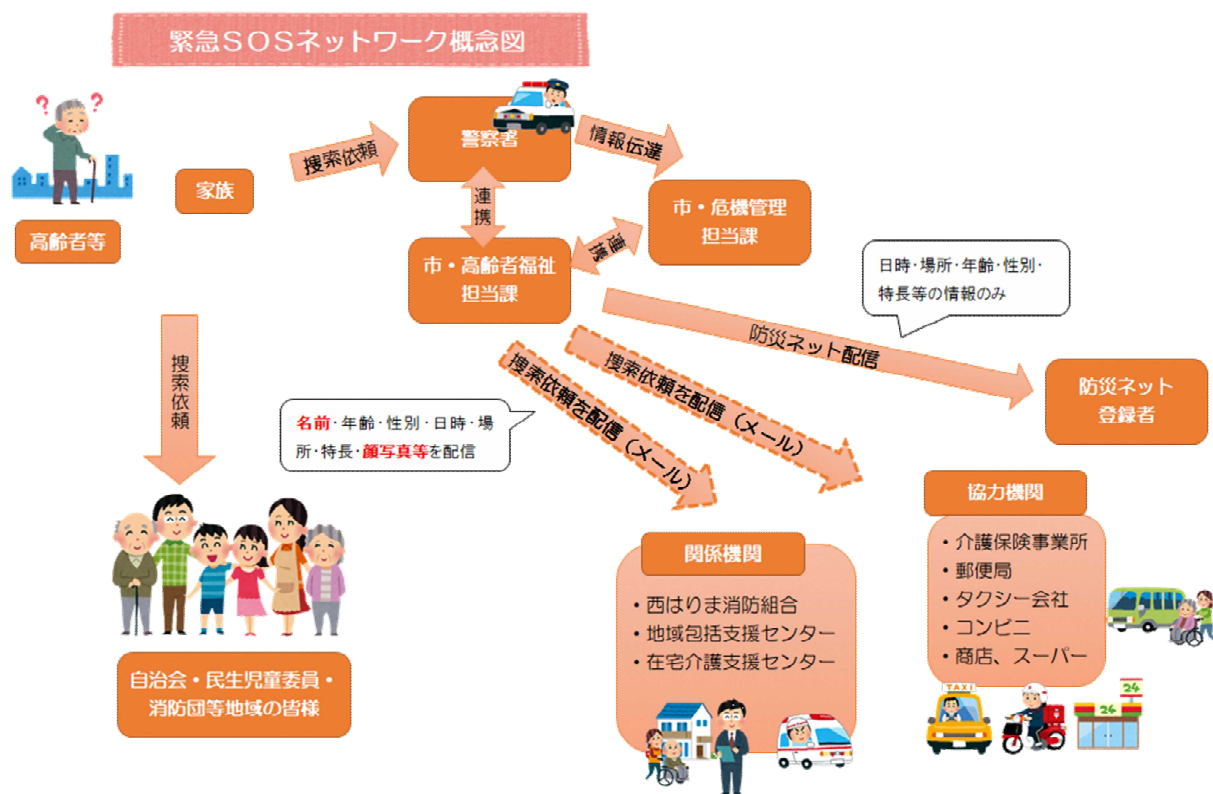 緊急SOSネットワーク概念図
高齢者等
家族
捜索依頼
警察署
情報伝達
連携
市・危機管理
担当課
連携
市・高齢者福祉
担当課
日時・場所・年齢・性別・
特長等の情報のみ
防災ネット配信
防災ネット
登録者
捜索依頼
捜索依頼を配信(メール)
捜索依頼を配信(メール)
名前・年齢・性別・日時・場
所・特長・顔写真等を配信
自治会・民生児童委員・
消防団等地域の皆様
関係機関
・西はりま消防組合
・地域包括支援センター
・在宅介護支援センター
協力機関
・介護保険事業所
・郵便局
・タクシー会社
・コンビニ
・商店、スーパー
TAXI
24
24